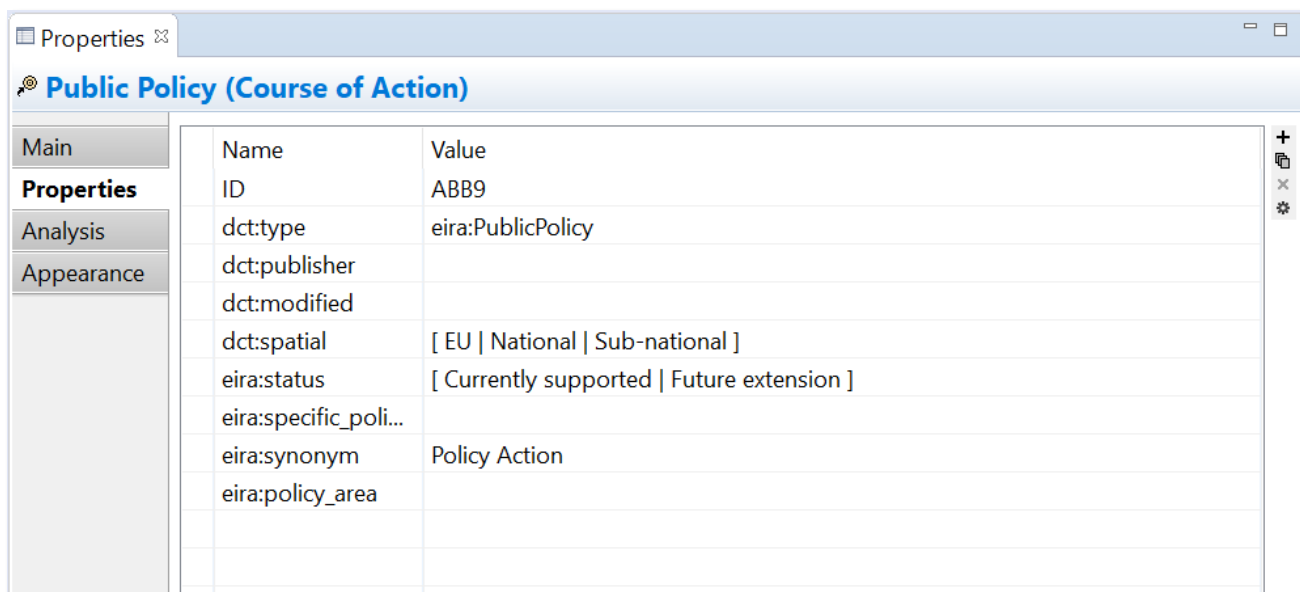 Properties
Public Policy (Course of Action)
Main
Properties
Analysis
Appearance
Name Value
ID ABB9
dct:type eira:PublicPolicy
dct:publisher
dct:modified
dct:spatial [ EU | National | Sub-national ]
eira:status [ Currently supported | Future extension ]
eira:specific_poli...
eira:synonym Policy Action
eira:policy_area